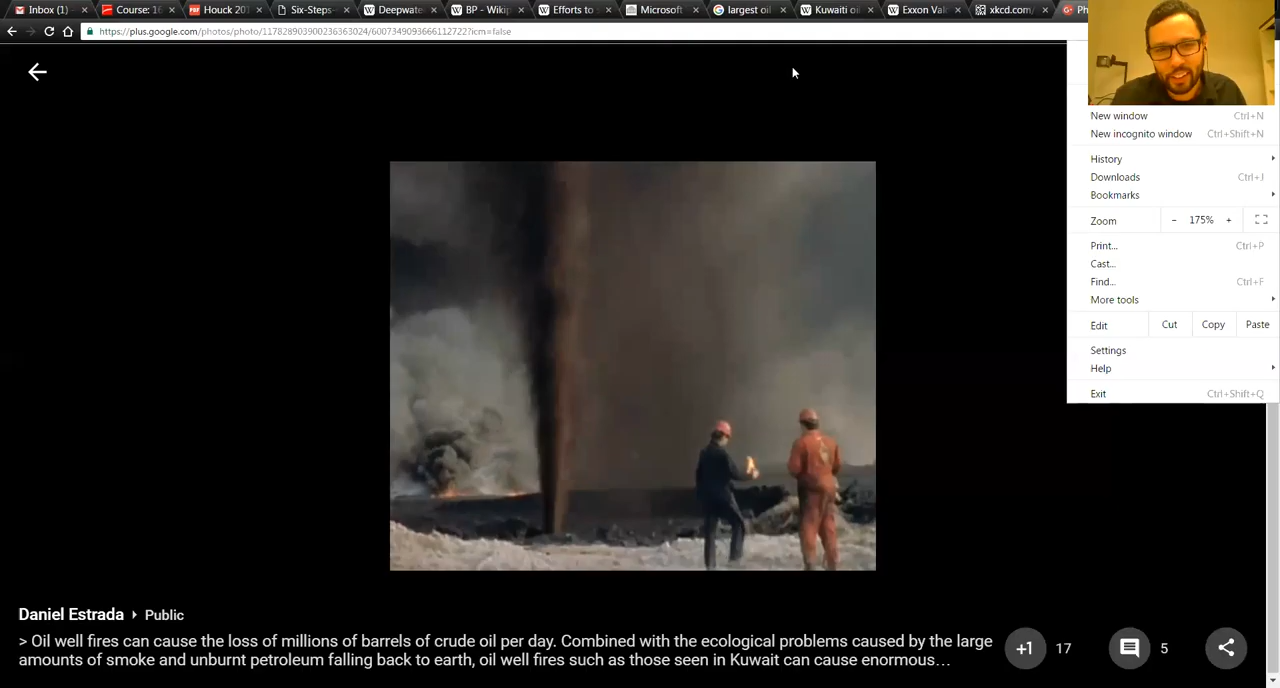 Inbox (1)
Course: 16
Houck 201
Six-Steps-
Deepwate
BP - Wikip
Efforts to
Microsoft
largest oil
Kuwaiti oi
Exxon Val
xkcd.com/
Ph
https://plus.google.com/photos/photo/117828903900236363024/6007349093666112722?icm=false
New window Ctrl+N
New incognito window Ctrl+Shift+N
History
Downloads Ctrl+J
Bookmarks
Zoom - 175% +
Print... Ctrl+P
Cast...
Find... Ctrl+F
More tools
Edit Cut Copy Paste
Settings
Help
Exit Ctrl+Shift+Q
Daniel Estrada Public
> Oil well fires can cause the loss of millions of barrels of crude oil per day. Combined with the ecological problems caused by the large
amounts of smoke and unburnt petroleum falling back to earth, oil well fires such as those seen in Kuwait can cause enormous…
+1 17 5